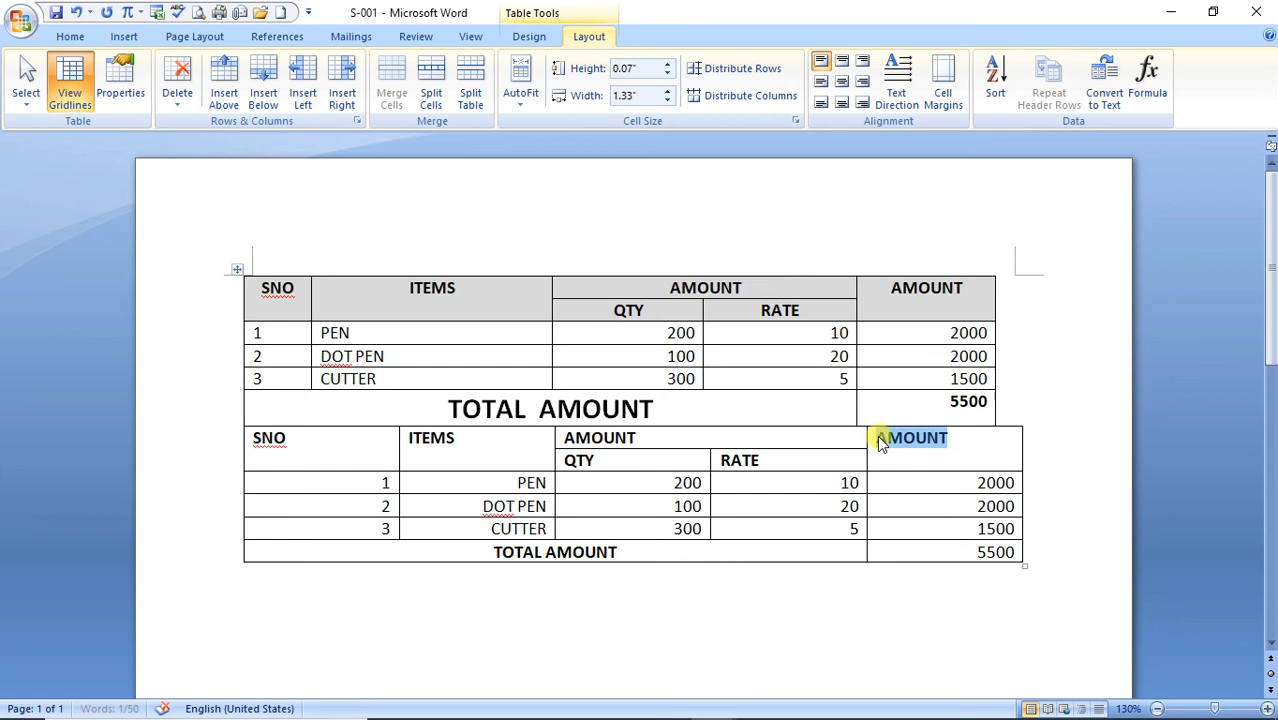 S-001 - Microsoft Word
Table Tools
Home Insert Page Layout References Mailings Review View Design Layout
Select View Gridlines Properties Delete Insert Above Insert Below Insert Left Insert Right Merge Cells Split Cells Split Table AutoFit Height: 0.07" Distribute Rows Text Direction Cell Margins Sort Repeat Header Rows Convert to Text Formula
Width: 1.33" Distribute Columns
Table Rows & Columns Merge Cell Size Alignment Data
SNO ITEMS AMOUNT AMOUNT
QTY RATE
1 PEN 200 10 2000
2 DOT PEN 100 20 2000
3 CUTTER 300 5 1500
TOTAL AMOUNT 5500
SNO ITEMS AMOUNT AMOUNT
QTY RATE
1 PEN 200 10 2000
2 DOT PEN 100 20 2000
3 CUTTER 300 5 1500
TOTAL AMOUNT 5500
Page: 1 of 1 Words: 1/50 English (United States) 130%